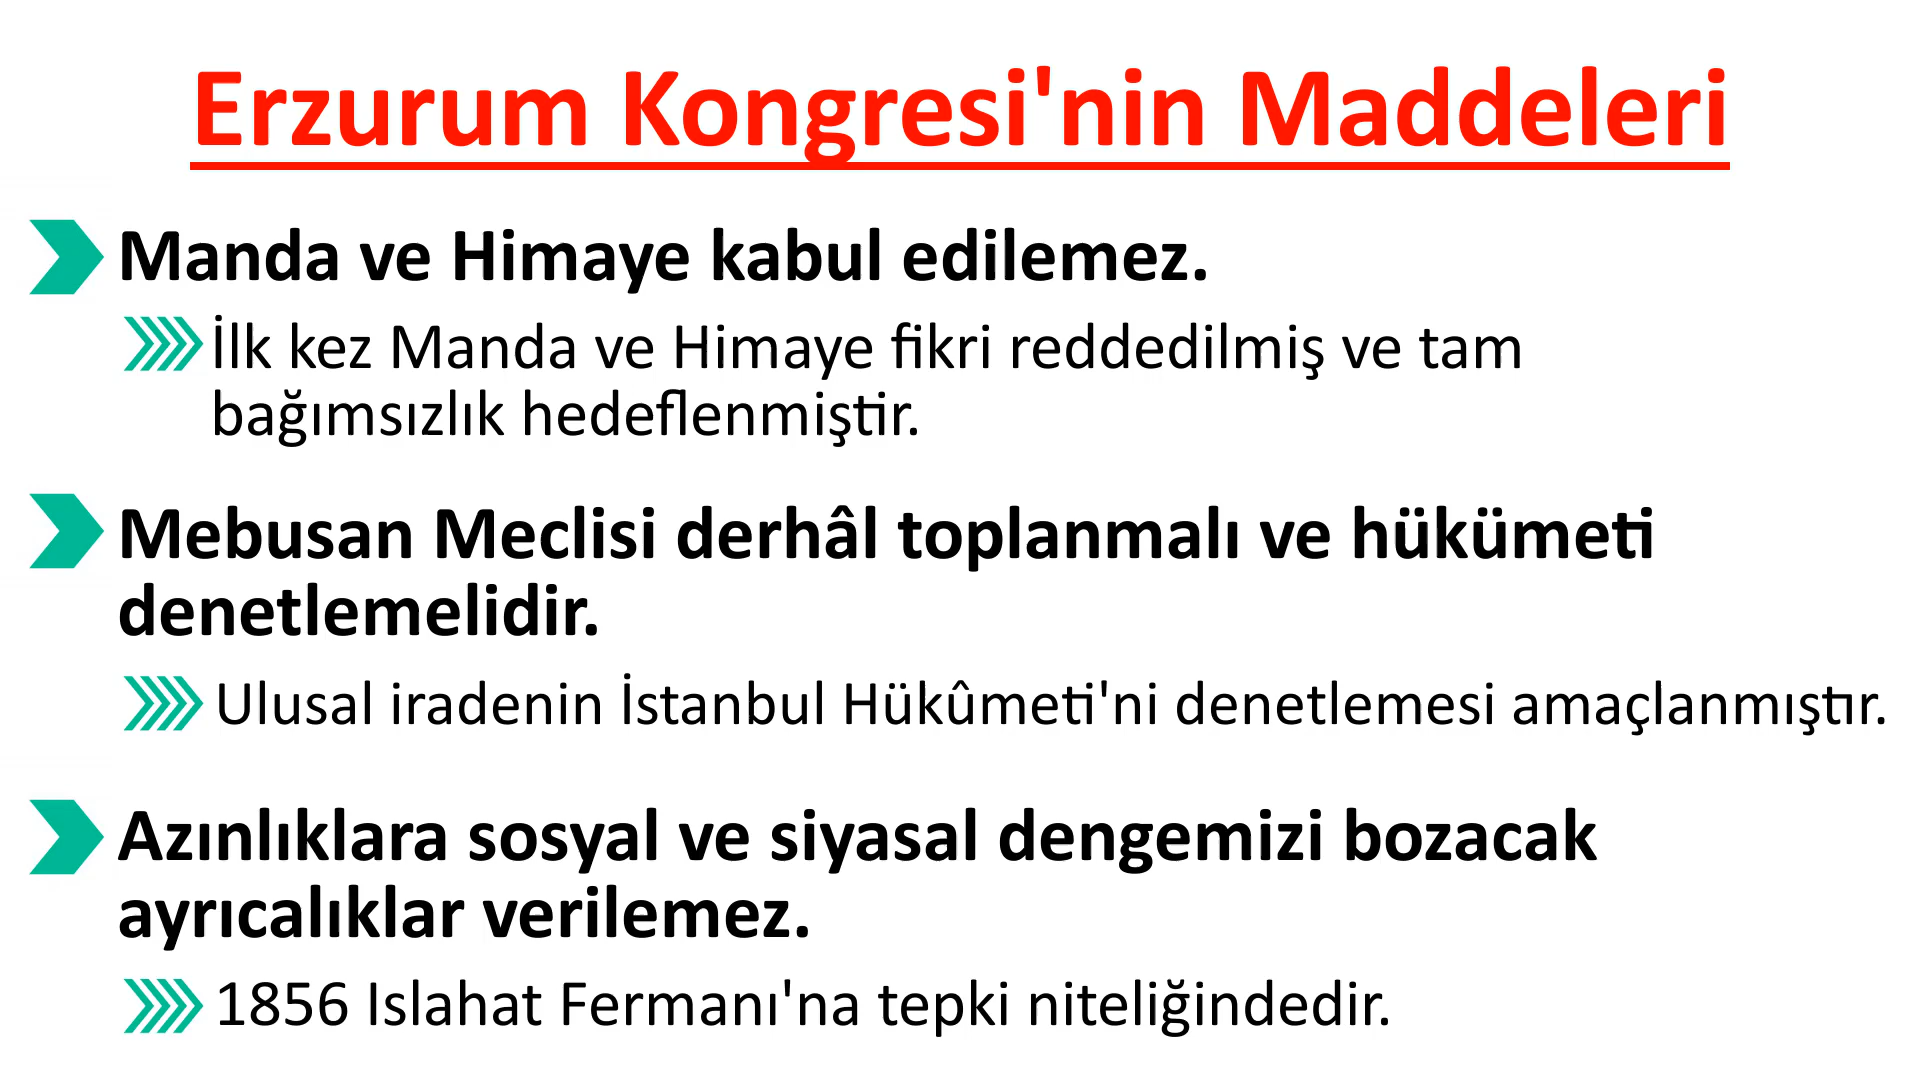 Erzurum Kongresi'nin Maddeleri
Manda ve Himaye kabul edilemez.
İlk kez Manda ve Himaye fikri reddedilmiş ve tam
bağımsızlık hedeflenmiştir.
Mebusan Meclisi derhâl toplanmalı ve hükümeti
denetlemelidir.
Ulusal iradenin İstanbul Hükûmeti'ni denetlemesi amaçlanmıştır.
Azınlıklara sosyal ve siyasal dengemizi bozacak
ayrıcalıklar verilemez.
1856 Islahat Fermanı'na tepki niteliğindedir.